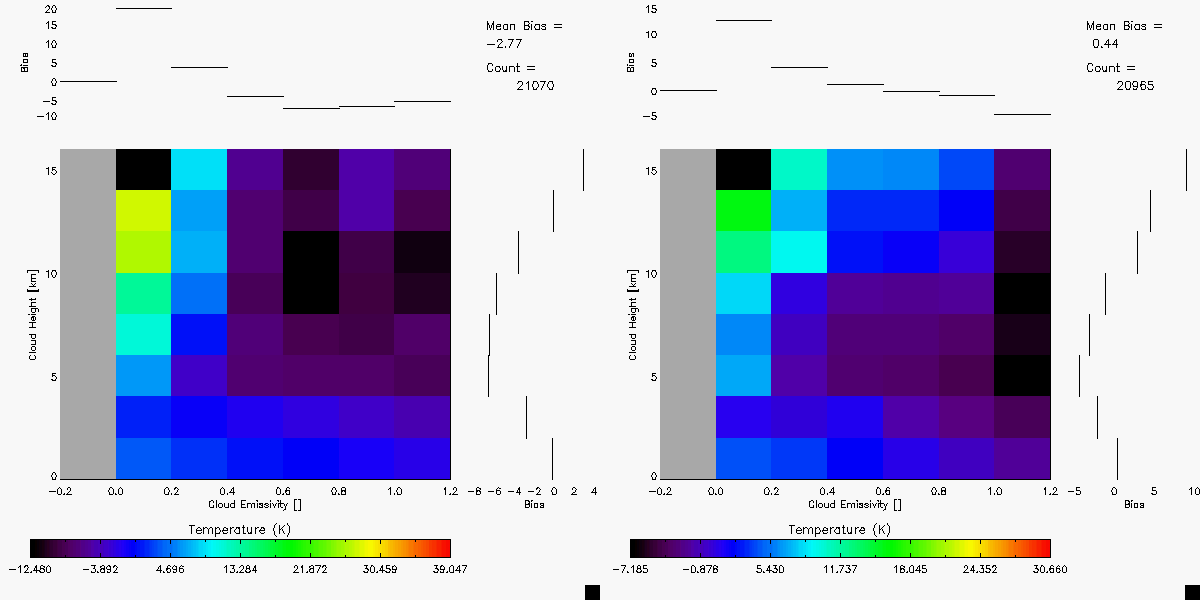 20
15
10
5
0
−5
−10
Bias
Mean Bias =
−2.77
Count =
21070
15
10
5
0
Cloud Height [km]
−0.2 0.0 0.2 0.4 0.6 0.8 1.0 1.2
Cloud Emissivity []
−8 −6 −4 −2 0 2 4
Bias
Temperature (K)
−12.480 −3.892 4.696 13.284 21.872 30.459 39.047
15
10
5
0
−5
Bias
Mean Bias =
0.44
Count =
20965
15
10
5
0
Cloud Height [km]
−0.2 0.0 0.2 0.4 0.6 0.8 1.0 1.2
Cloud Emissivity []
−5 0 5 10
Bias
Temperature (K)
−7.185 −0.878 5.430 11.737 18.045 24.352 30.660